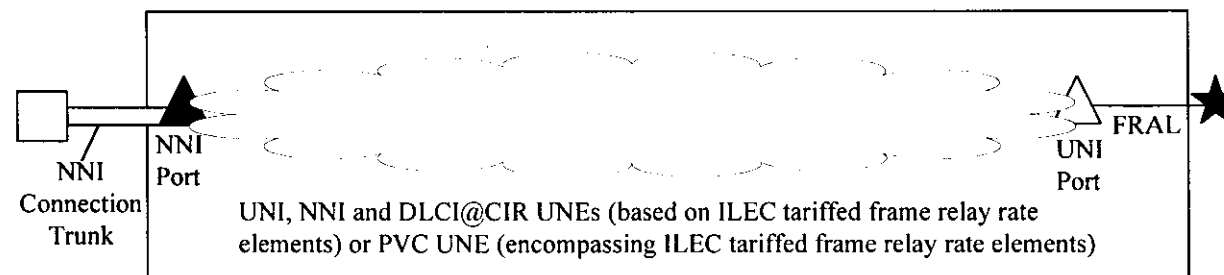 NNI
Port
FRAL
UNI
Port
NNI
Connection
Trunk
UNI, NNI and DLCI@CIR UNEs (based on ILEC tariffed frame relay rate
elements) or PVC UNE (encompassing ILEC tariffed frame relay rate elements)